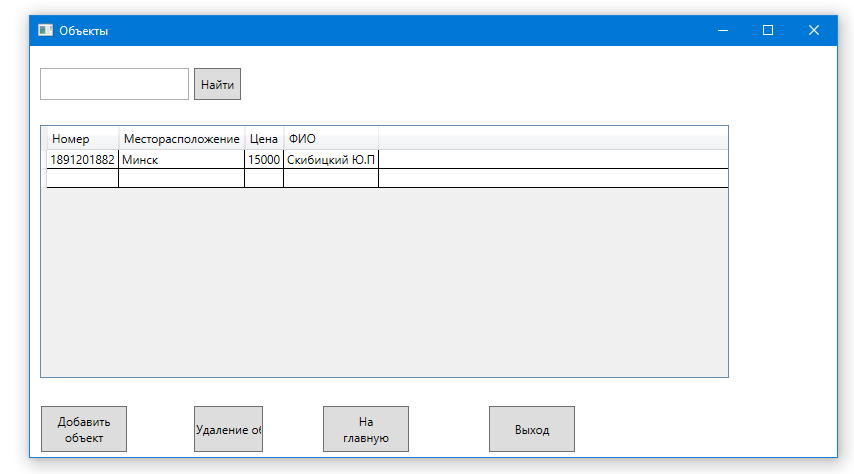 Объекты
Найти
Номер Месторасположение Цена ФИО
1891201882 Минск 15000 Скибицкий Ю.П
Добавить
объект
Удаление об
На
главную
Выход